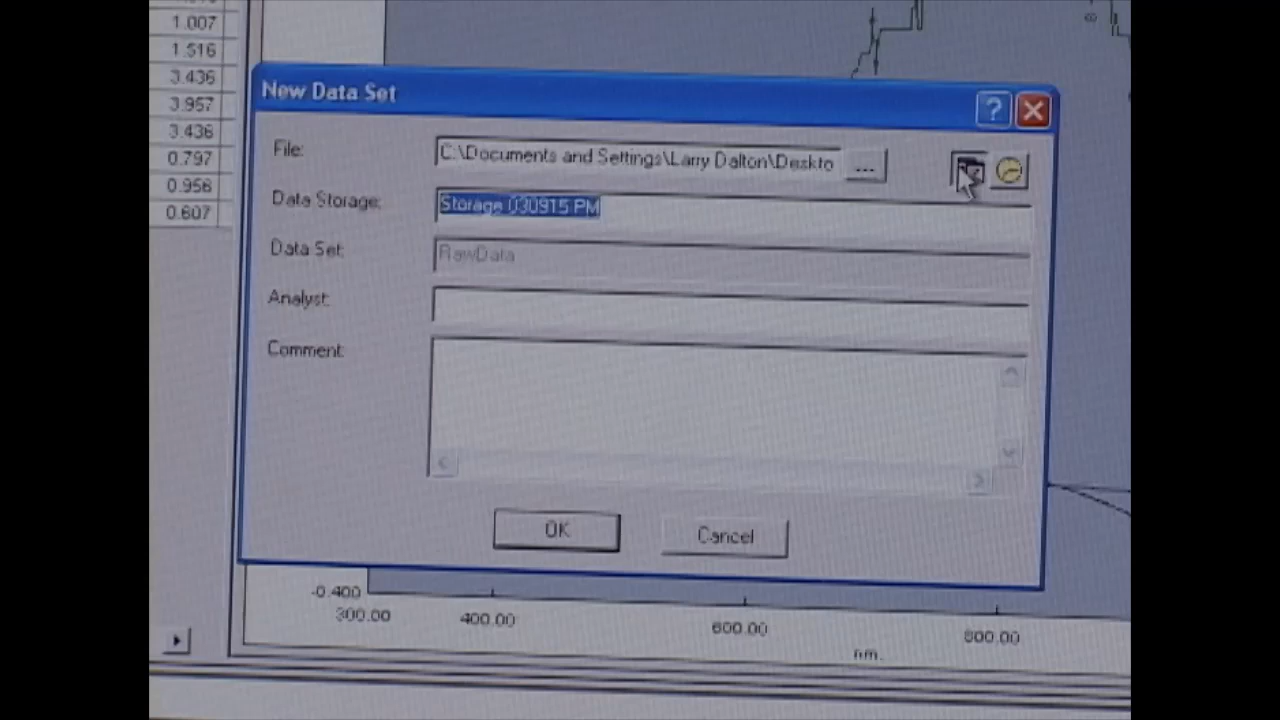 1.007
1.516
3.436
3.957
3.436
0.797
0.956
0.607
New Data Set
?
File:
C:\Documents and Settings\Larry Dalton\Deskto
...
Data Storage:
Storage 030915 PM
Data Set:
RawData
Analyst:
Comment:
OK
Cancel
-0.400
300.00
400.00
600.00
800.00
nm.